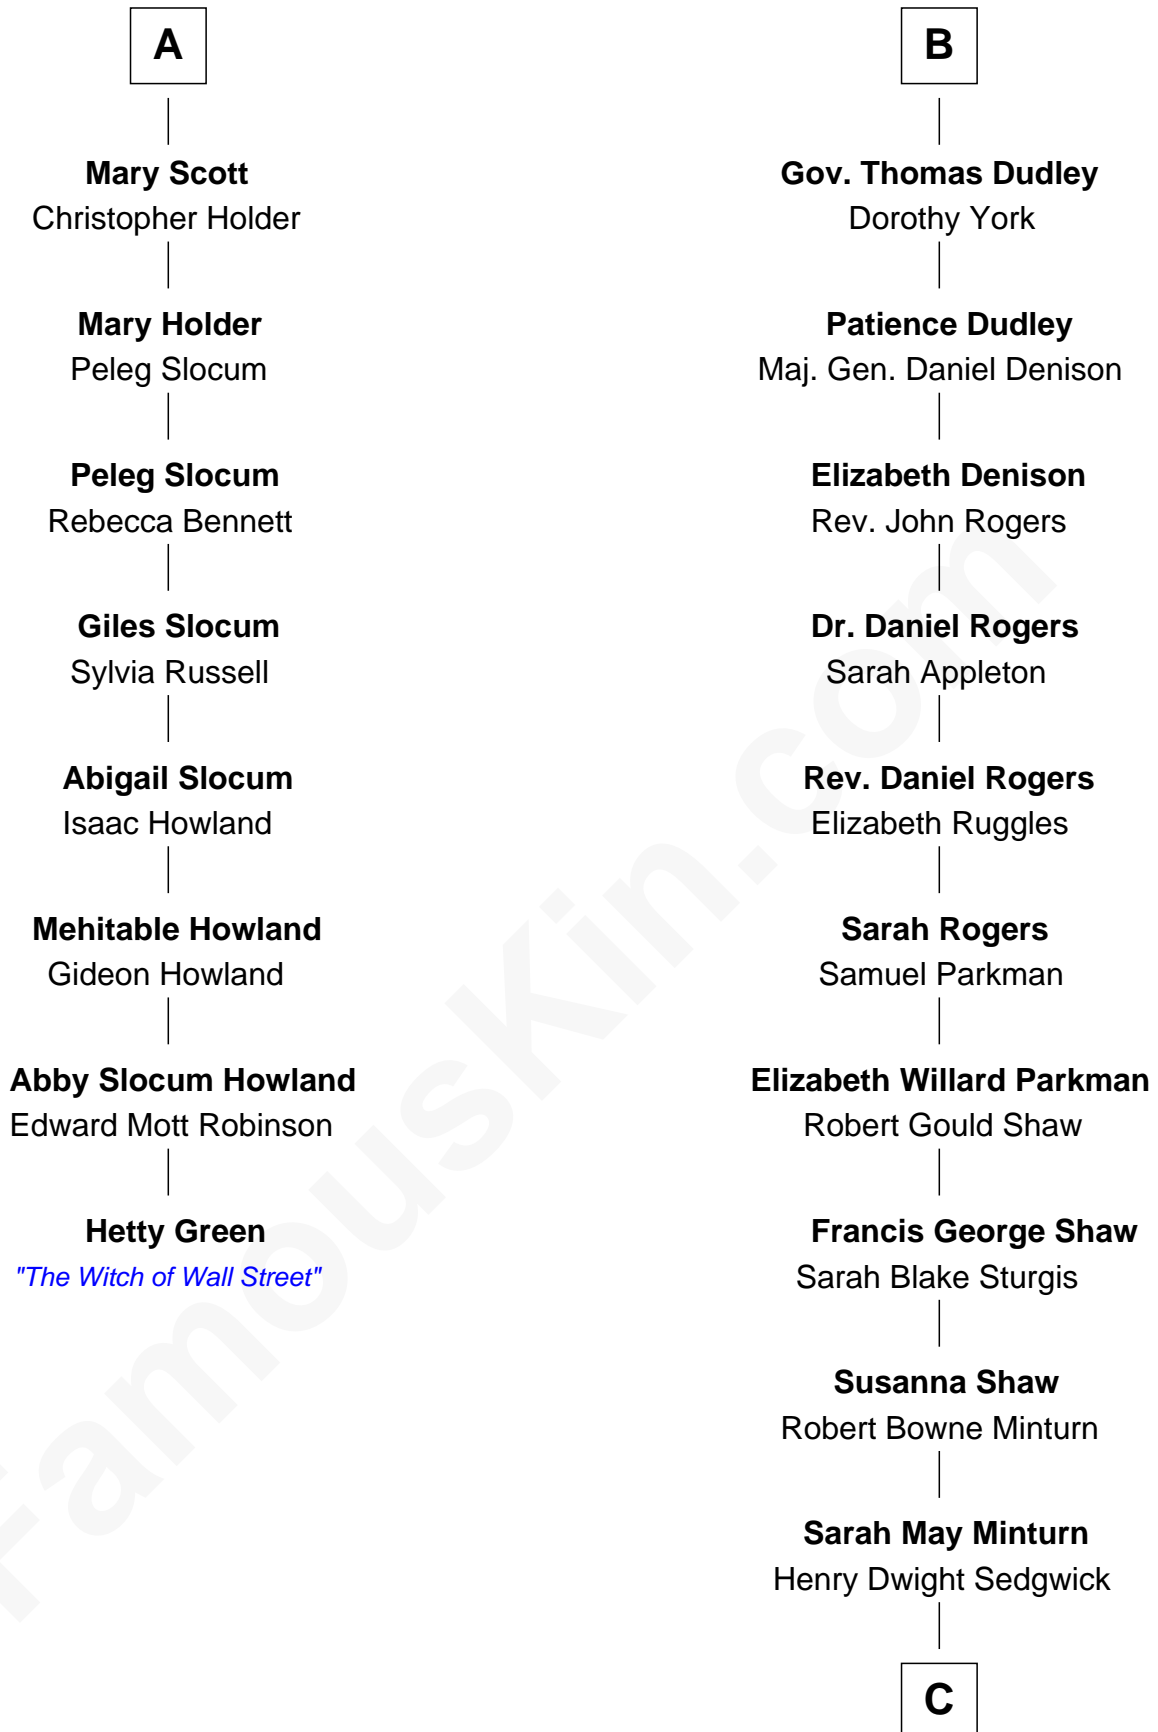 A
Mary Scott
Christopher Holder
Mary Holder
Peleg Slocum
Peleg Slocum
Rebecca Bennett
Giles Slocum
Sylvia Russell
Abigail Slocum
Isaac Howland
Mehitable Howland
Gideon Howland
Abby Slocum Howland
Edward Mott Robinson
Hetty Green
"The Witch of Wall Street"
B
Gov. Thomas Dudley
Dorothy York
Patience Dudley
Maj. Gen. Daniel Denison
Elizabeth Denison
Rev. John Rogers
Dr. Daniel Rogers
Sarah Appleton
Rev. Daniel Rogers
Elizabeth Ruggles
Sarah Rogers
Samuel Parkman
Elizabeth Willard Parkman
Robert Gould Shaw
Francis George Shaw
Sarah Blake Sturgis
Susanna Shaw
Robert Bowne Minturn
Sarah May Minturn
Henry Dwight Sedgwick
C
FamousKin.com